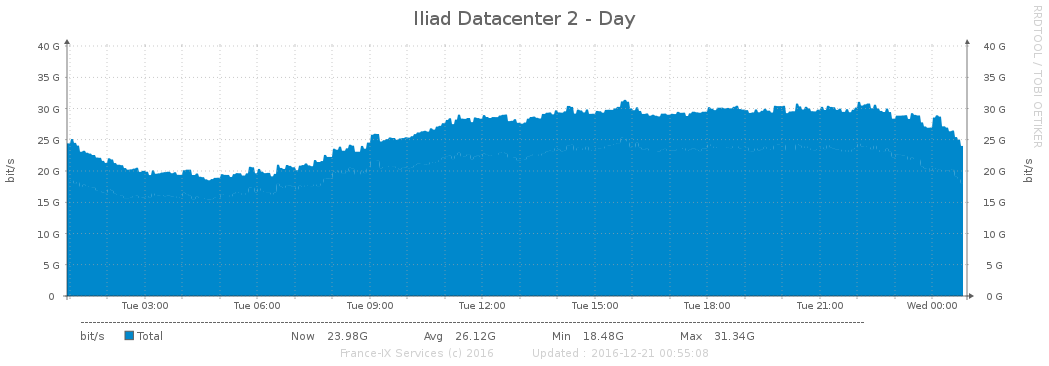 Iliad Datacenter 2 - Day
RRDTOOL / TOBI OETIKER
40 G 40 G
35 G 35 G
30 G 30 G
25 G 25 G
20 G 20 G
15 G 15 G
10 G 10 G
5 G 5 G
0 0 G
bit/s bit/s
Tue 03:00 Tue 06:00 Tue 09:00 Tue 12:00 Tue 15:00 Tue 18:00 Tue 21:00 Wed 00:00
bit/s Total Now 23.98G Avg 26.12G Min 18.48G Max 31.34G
France-IX Services (c) 2016 Updated : 2016-12-21 00:55:08